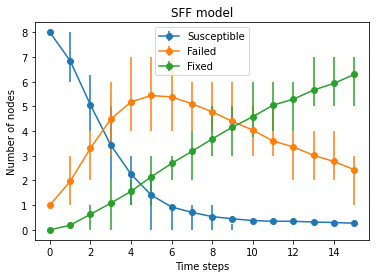 SFF model
Susceptible
Failed
Fixed
Number of nodes
8
7
6
5
4
3
2
1
0
0 2 4 6 8 10 12 14
Time steps